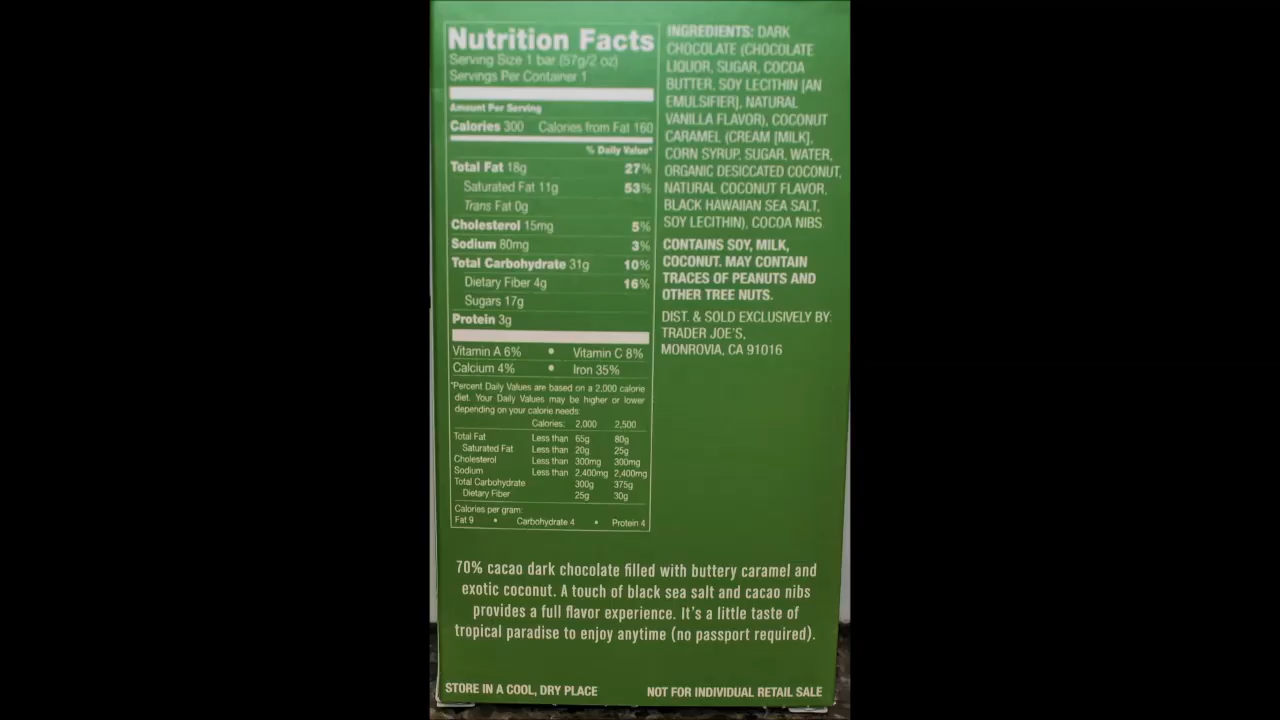 Nutrition Facts
Serving Size 1 bar (57g/2 oz)
Servings Per Container 1
Amount Per Serving
Calories 300 Calories from Fat 160
% Daily Value*
Total Fat 18g 27%
Saturated Fat 11g 53%
Trans Fat 0g
Cholesterol 15mg 5%
Sodium 80mg 3%
Total Carbohydrate 31g 10%
Dietary Fiber 4g 16%
Sugars 17g
Protein 3g
Vitamin A 6% • Vitamin C 8%
Calcium 4% • Iron 35%
*Percent Daily Values are based on a 2,000 calorie
diet. Your Daily Values may be higher or lower
depending on your calorie needs:
Calories: 2,000 2,500
Total Fat Less than 65g 80g
Saturated Fat Less than 20g 25g
Cholesterol Less than 300mg 300mg
Sodium Less than 2,400mg 2,400mg
Total Carbohydrate 300g 375g
Dietary Fiber 25g 30g
Calories per gram:
Fat 9 • Carbohydrate 4 • Protein 4
INGREDIENTS: DARK
CHOCOLATE (CHOCOLATE
LIQUOR, SUGAR, COCOA
BUTTER, SOY LECITHIN [AN
EMULSIFIER], NATURAL
VANILLA FLAVOR), COCONUT
CARAMEL (CREAM [MILK],
CORN SYRUP, SUGAR, WATER,
ORGANIC DESICCATED COCONUT,
NATURAL COCONUT FLAVOR,
BLACK HAWAIIAN SEA SALT,
SOY LECITHIN), COCOA NIBS.
CONTAINS SOY, MILK,
COCONUT. MAY CONTAIN
TRACES OF PEANUTS AND
OTHER TREE NUTS.
DIST. & SOLD EXCLUSIVELY BY:
TRADER JOE'S,
MONROVIA, CA 91016
70% cacao dark chocolate filled with buttery caramel and
exotic coconut. A touch of black sea salt and cacao nibs
provides a full flavor experience. It's a little taste of
tropical paradise to enjoy anytime (no passport required).
STORE IN A COOL, DRY PLACE NOT FOR INDIVIDUAL RETAIL SALE